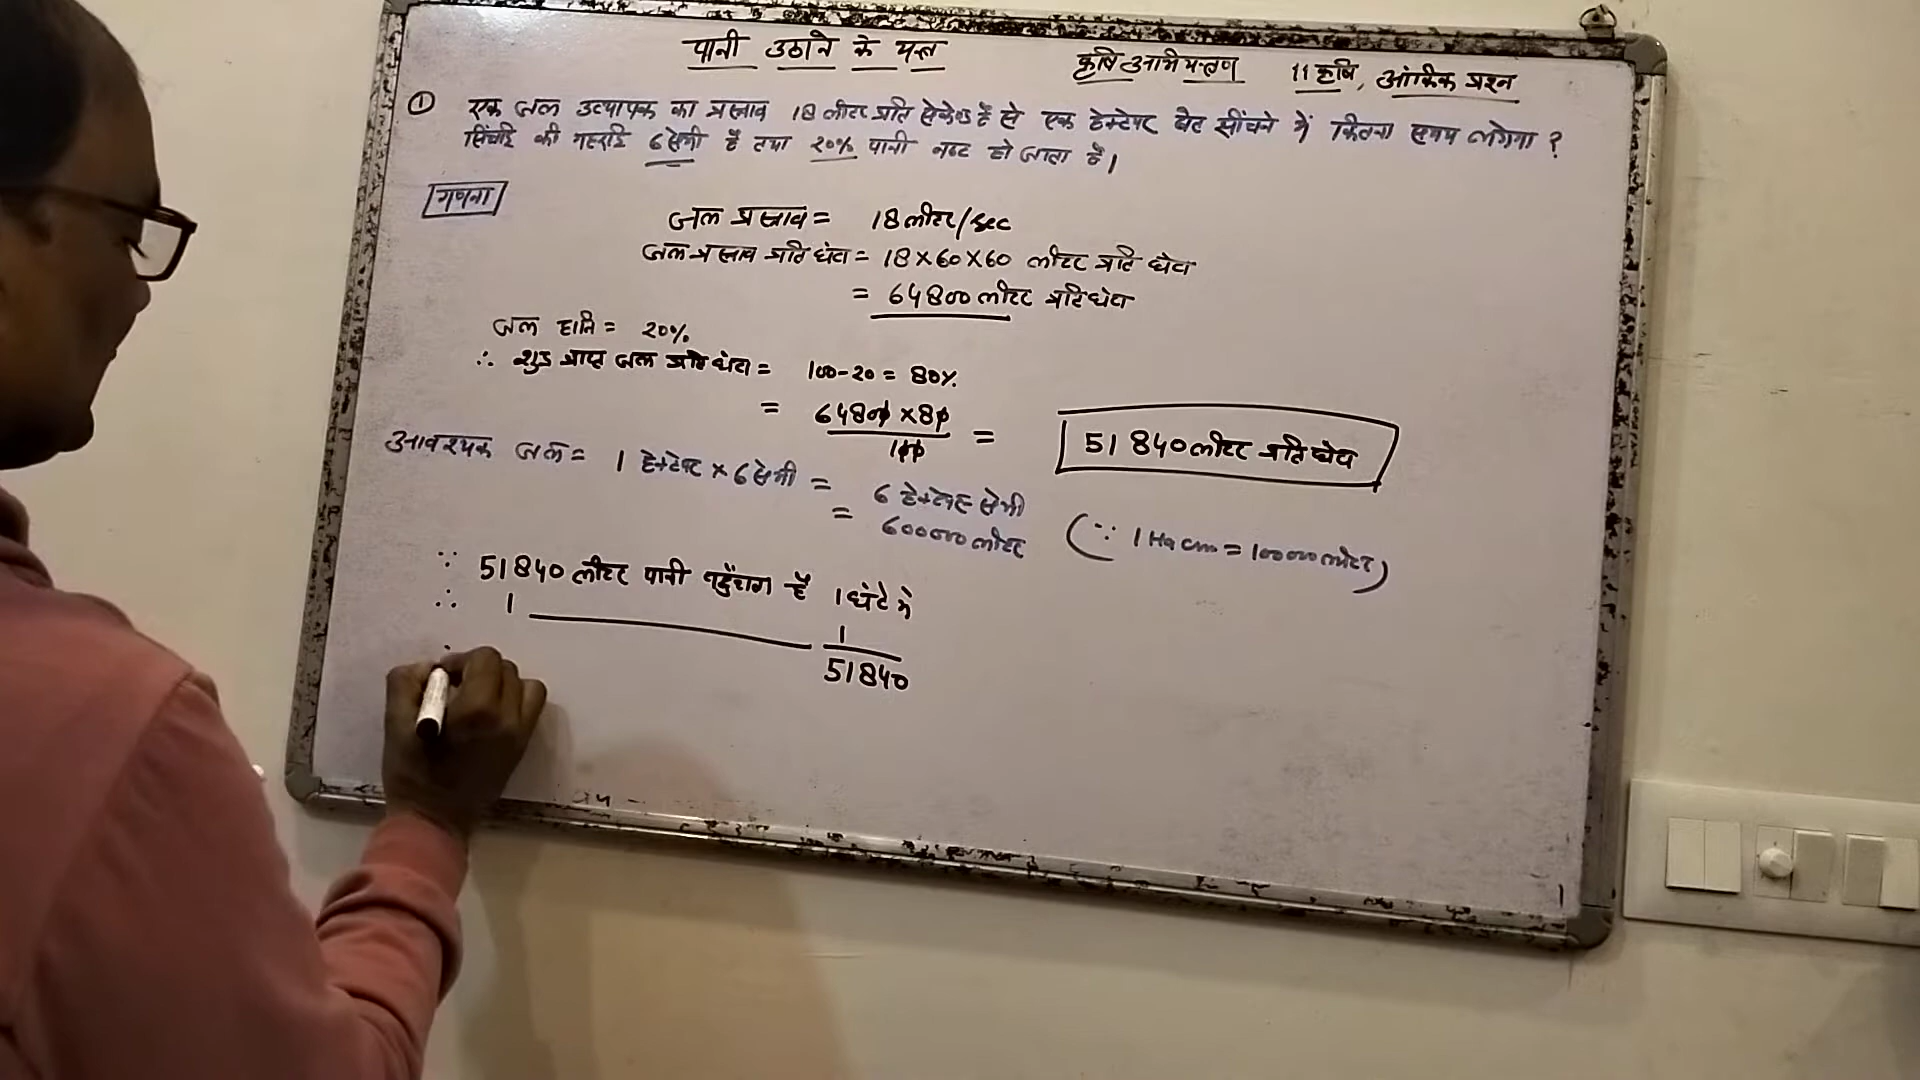 पानी उठाने के यन्त्र
कृषि अभियन्त्रण 11 कृषि, आंकिक प्रश्न
① एक जल उत्थापक का प्रस्त्राव 18 लीटर प्रति सेकेण्ड है से एक हेक्टेयर खेत सींचने में कितना समय लगेगा ?
सिंचाई की गहराई 6 सेमी है तथा 20% पानी नष्ट हो जाता है।
गणना
जल प्रस्त्राव = 18 लीटर/sec
जल प्रस्त्राव प्रति घंटा = 18×60×60 लीटर प्रति घंटा
= 64800 लीटर प्रति घंटा
जल हानि = 20%
∴ शुद्ध प्राप्त जल प्रति घंटा = 100-20 = 80%
= 64800 ×80 / 100 = 51840 लीटर प्रति घंटा
आवश्यक जल = 1 हेक्टेयर × 6 सेमी = 6 हेक्टेयर सेमी
= 600000 लीटर (∵ 1 Ha cm = 100000 लीटर)
∵ 51840 लीटर पानी पहुँचाता है 1 घंटे में
∴ 1 ——— 1 / 51840